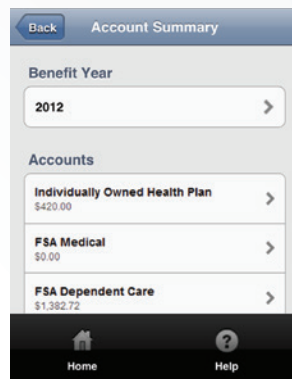 Back
Account Summary
Benefit Year
2012
Accounts
Individually Owned Health Plan
$420.00
FSA Medical
$0.00
FSA Dependent Care
$1,382.72
Home
Help